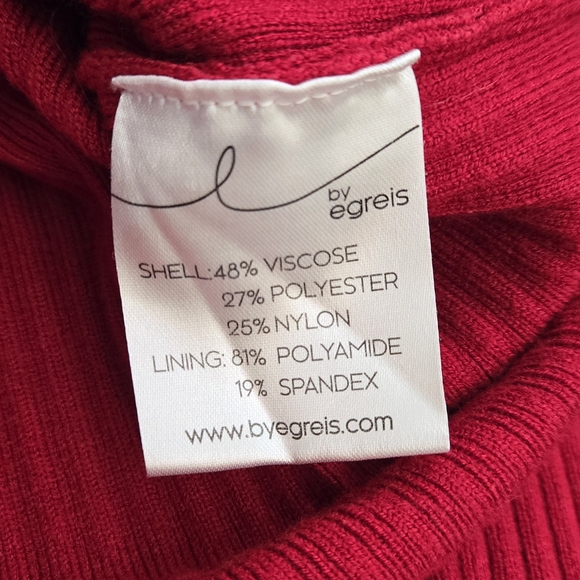 by
egreis
SHELL:48% VISCOSE
27% POLYESTER
25% NYLON
LINING: 81% POLYAMIDE
19% SPANDEX
www.byegreis.com